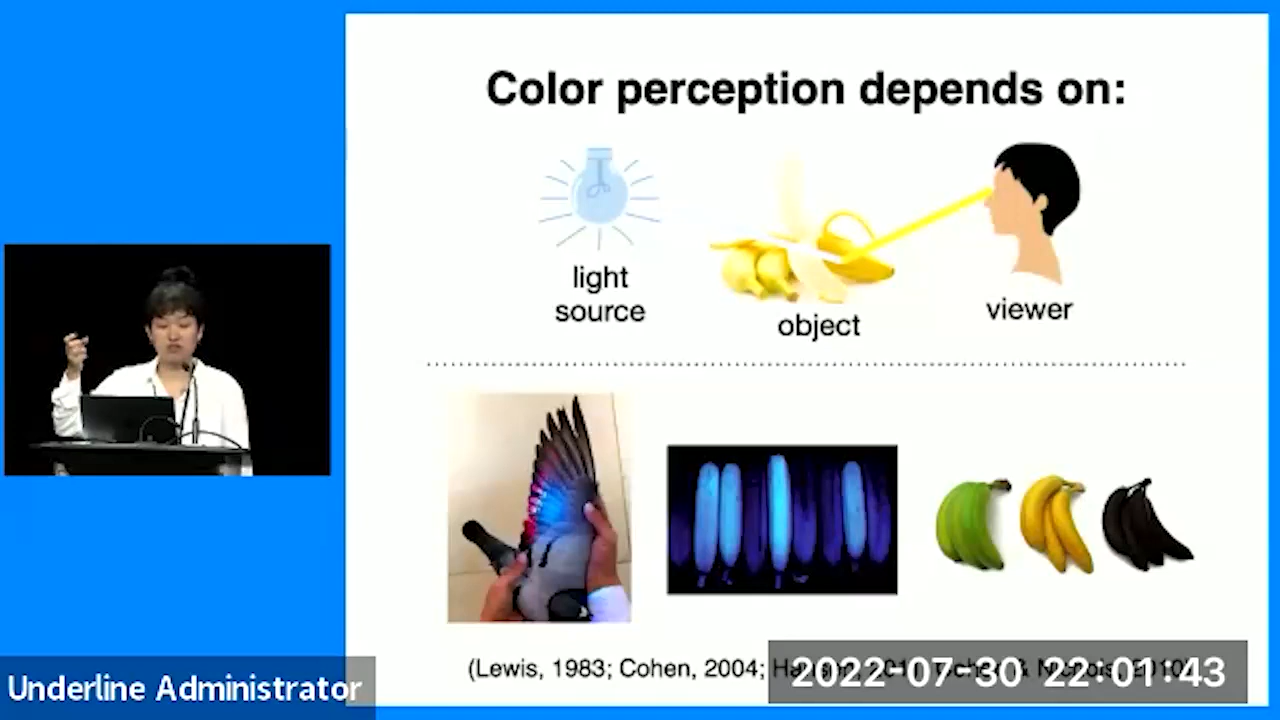 Color perception depends on:
light
source
object
viewer
(Lewis, 1983; Cohen, 2004;
2022-07-30 22:01:43
Underline Administrator